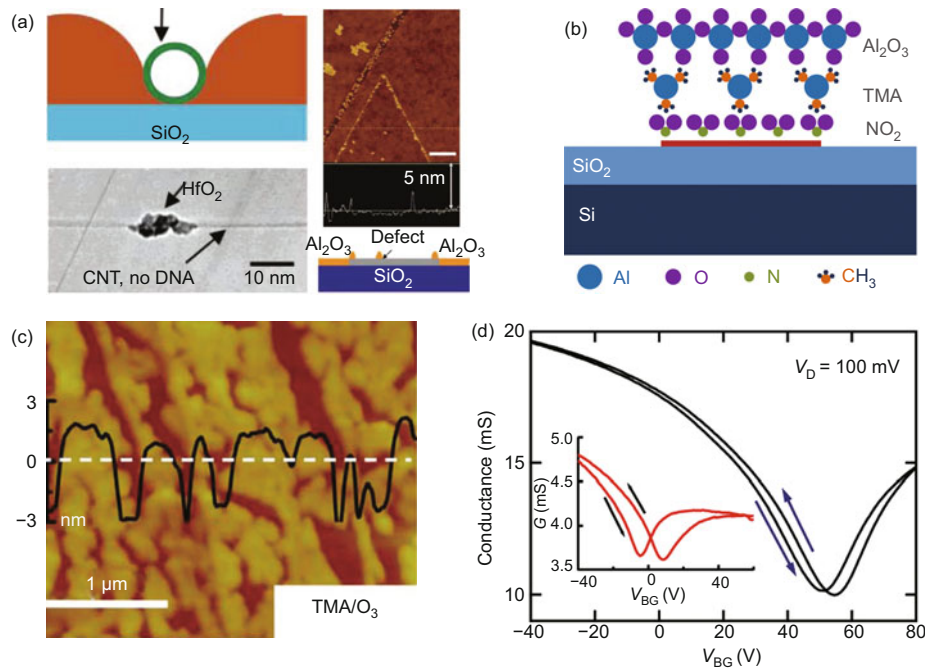 (a)
SiO2
HfO2
CNT, no DNA
10 nm
5 nm
Defect
Al2O3
Al2O3
SiO2
(b)
Al2O3
TMA
NO2
SiO2
Si
Al
O
N
CH3
(c)
3
0
−3
nm
1 μm
TMA/O3
(d)
20
15
10
Conductance (mS)
VD = 100 mV
5.0
4.5
4.0
3.5
G (mS)
−40
0
40
VBG (V)
−40
−20
0
20
40
60
80
VBG (V)